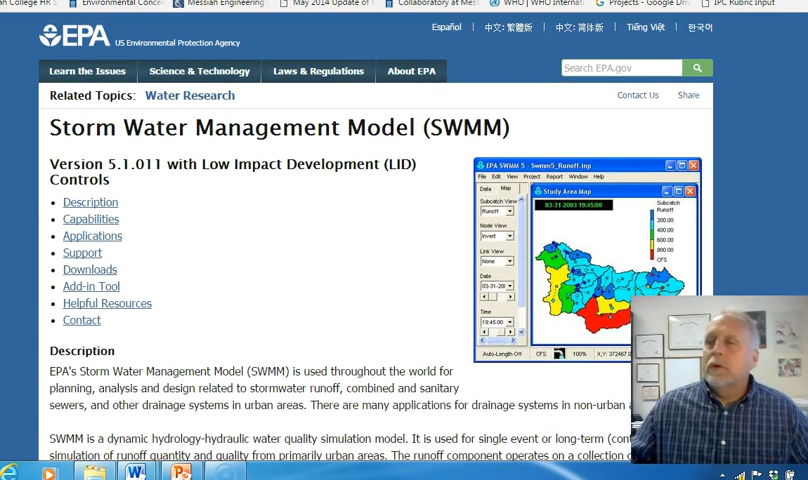 Environmental Conce
Messian Engineering
May 2014 Update of
Collaboratory at Mess
WHO | WHO Internat
Projects - Google Dri
IPC Rubric Input
EPA US Environmental Protection Agency
Español 中文: 繁體版 中文: 简体版 Tiếng Việt 한국어
Learn the Issues Science & Technology Laws & Regulations About EPA
Search EPA.gov
Related Topics: Water Research
Contact Us Share
Storm Water Management Model (SWMM)
Version 5.1.011 with Low Impact Development (LID)
Controls
Description
Capabilities
Applications
Support
Downloads
Add-in Tool
Helpful Resources
Contact
EPA SWMM 5 - Swmm5_Runoff.inp
File Edit View Project Report Window Help
Data Map
Subcatch View
Runoff
Node View
Invert
Link View
None
Date
03-31-200
Time
19:45:00
Study Area Map
03-31-2003 19:45:00
Subcatch
Runoff
200.00
400.00
600.00
800.00
CFS
Auto-Length: Off CFS 100% X,Y: 372467.8
Description
EPA's Storm Water Management Model (SWMM) is used throughout the world for
planning, analysis and design related to stormwater runoff, combined and sanitary
sewers, and other drainage systems in urban areas. There are many applications for drainage systems in non-urban a
SWMM is a dynamic hydrology-hydraulic water quality simulation model. It is used for single event or long-term (cont
simulation of runoff quantity and quality from primarily urban areas. The runoff component operates on a collection o